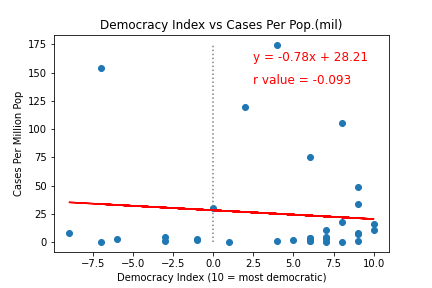 Democracy Index vs Cases Per Pop.(mil)
y = -0.78x + 28.21
r value = -0.093
Cases Per Million Pop
175
150
125
100
75
50
25
0
−7.5 −5.0 −2.5 0.0 2.5 5.0 7.5 10.0
Democracy Index (10 = most democratic)